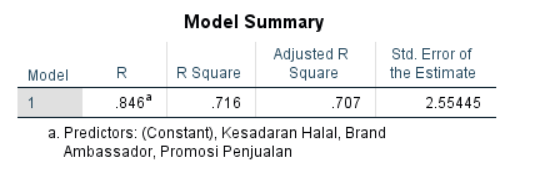 Model Summary
Model R R Square Adjusted R Square Std. Error of the Estimate
1 .846a .716 .707 2.55445
a. Predictors: (Constant), Kesadaran Halal, Brand
Ambassador, Promosi Penjualan